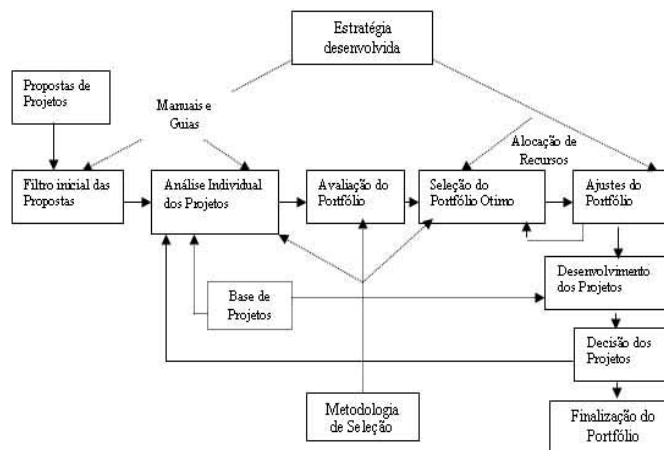 Estratégia
desenvolvida
Propostas de
Projetos
Manuais e
Guias
Alocação de
Recursos
Filtro inicial das
Propostas
Análise Individual
dos Projetos
Avaliação do
Portfólio
Seleção do
Portfólio Otimo
Ajustes do
Portfólio
Desenvolvimento
dos Projetos
Base de
Projetos
Decisão dos
Projetos
Metodologia
de Seleção
Finalização do
Portfólio